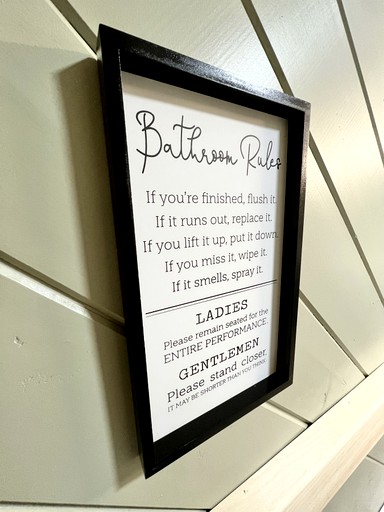 Bathroom Rules
If you're finished, flush it.
If it runs out, replace it.
If you lift it up, put it down.
If you miss it, wipe it.
If it smells, spray it.
LADIES
Please remain seated for the
ENTIRE PERFORMANCE.
GENTLEMEN
Please stand closer,
IT MAY BE SHORTER THAN YOU THINK.